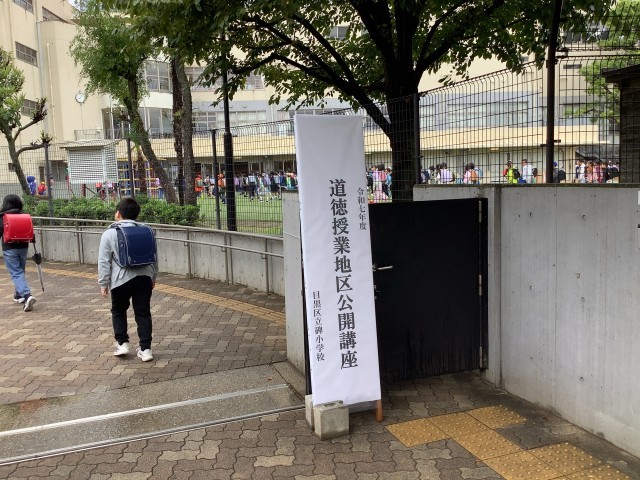 令和七年度
道徳授業地区公開講座
目黒区立碑小学校